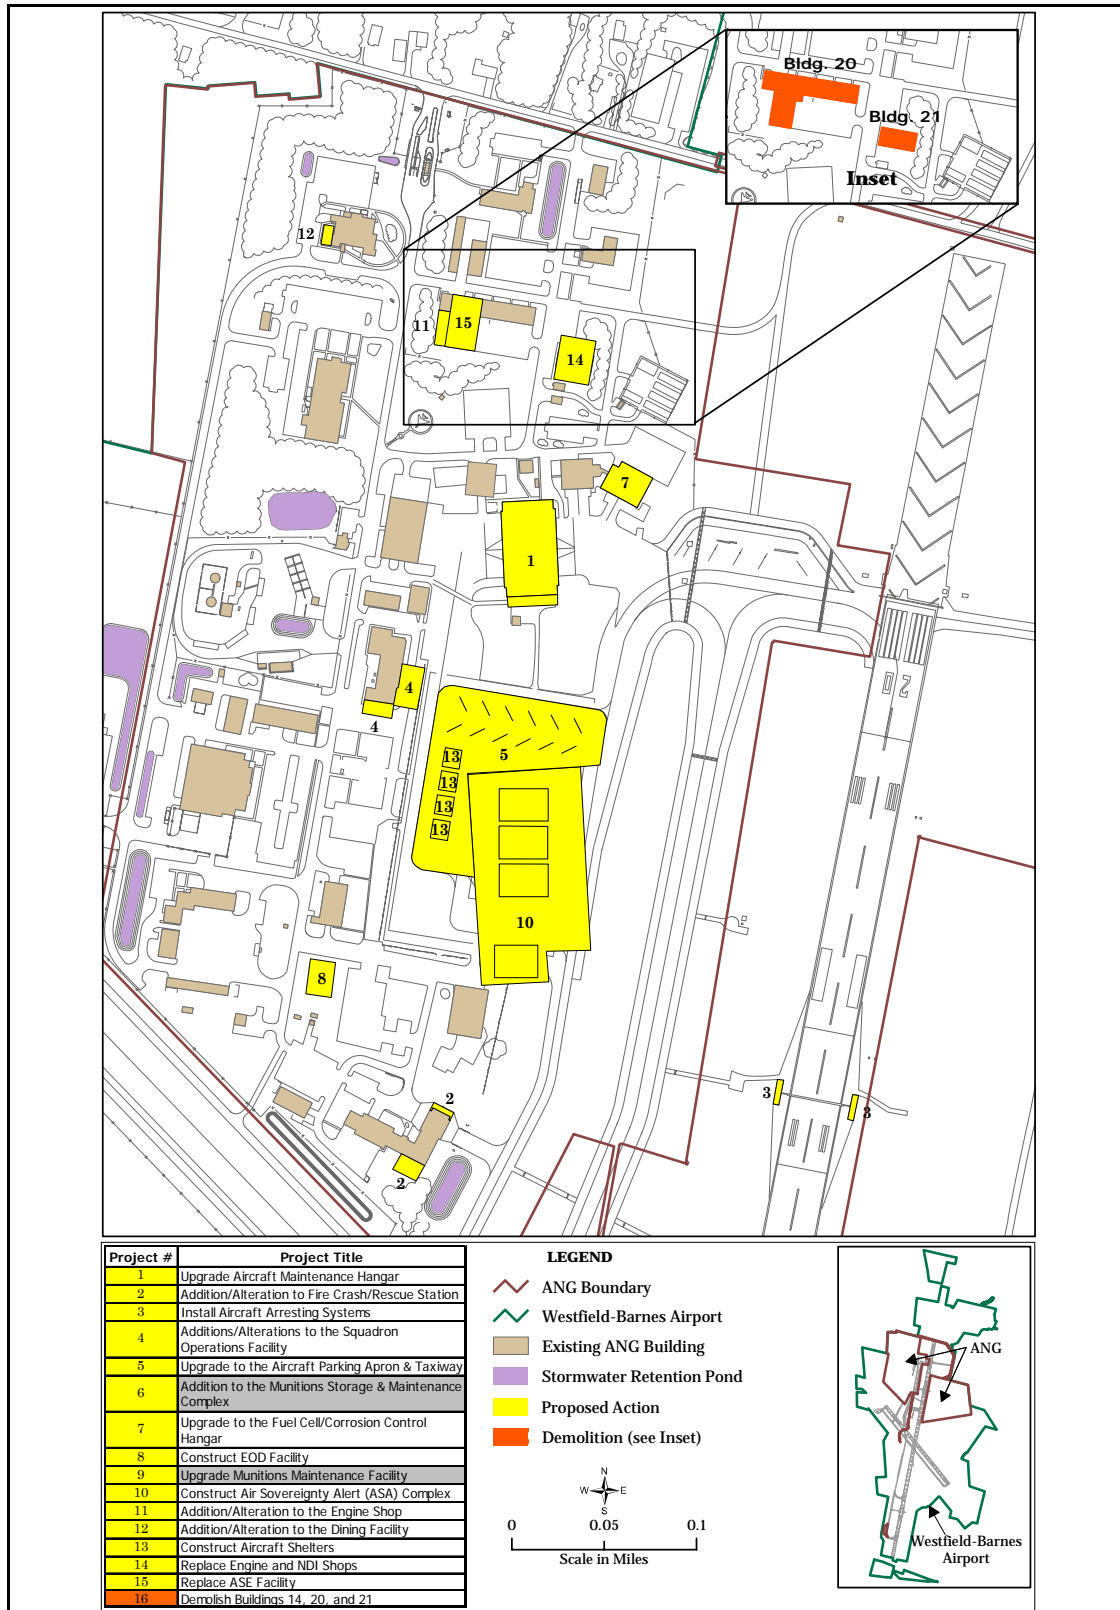 Bldg. 20
Bldg. 21
Inset
12
11
15
14
7
1
4
4
5
13
13
13
13
10
8
2
2
3
3
2 0
Project # Project Title
1 Upgrade Aircraft Maintenance Hangar
2 Addition/Alteration to Fire Crash/Rescue Station
3 Install Aircraft Arresting Systems
4 Additions/Alterations to the Squadron
Operations Facility
5 Upgrade to the Aircraft Parking Apron & Taxiway
6 Addition to the Munitions Storage & Maintenance
Complex
7 Upgrade to the Fuel Cell/Corrosion Control
Hangar
8 Construct EOD Facility
9 Upgrade Munitions Maintenance Facility
10 Construct Air Sovereignty Alert (ASA) Complex
11 Addition/Alteration to the Engine Shop
12 Addition/Alteration to the Dining Facility
13 Construct Aircraft Shelters
14 Replace Engine and NDI Shops
15 Replace ASE Facility
16 Demolish Buildings 14, 20, and 21
LEGEND
ANG Boundary
Westfield-Barnes Airport
Existing ANG Building
Stormwater Retention Pond
Proposed Action
Demolition (see Inset)
N
W E
S
0 0.05 0.1
Scale in Miles
ANG
Westfield-Barnes
Airport